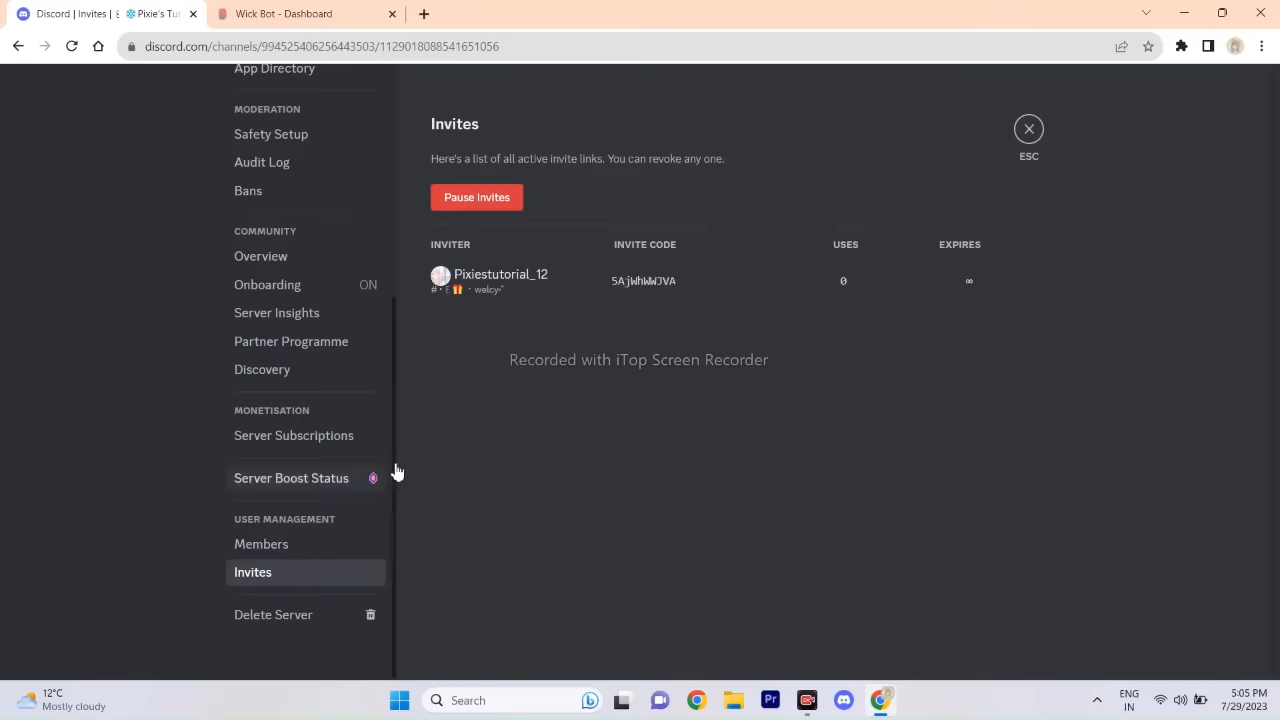 Discord | Invites | Pixie's Tut
Wick Bot - Dashboard
discord.com/channels/994525406256443503/1129018088541651056
App Directory
MODERATION
Safety Setup
Audit Log
Bans
COMMUNITY
Overview
Onboarding ON
Server Insights
Partner Programme
Discovery
MONETISATION
Server Subscriptions
Server Boost Status
USER MANAGEMENT
Members
Invites
Delete Server
Invites
Here's a list of all active invite links. You can revoke any one.
Pause Invites
ESC
INVITER INVITE CODE USES EXPIRES
Pixiestutorial_12 5AjWhWWJVA 0 ∞
# welcy
Recorded with iTop Screen Recorder
12°C
Mostly cloudy
Search
Pr
ENG
IN
5:05 PM
7/29/2023